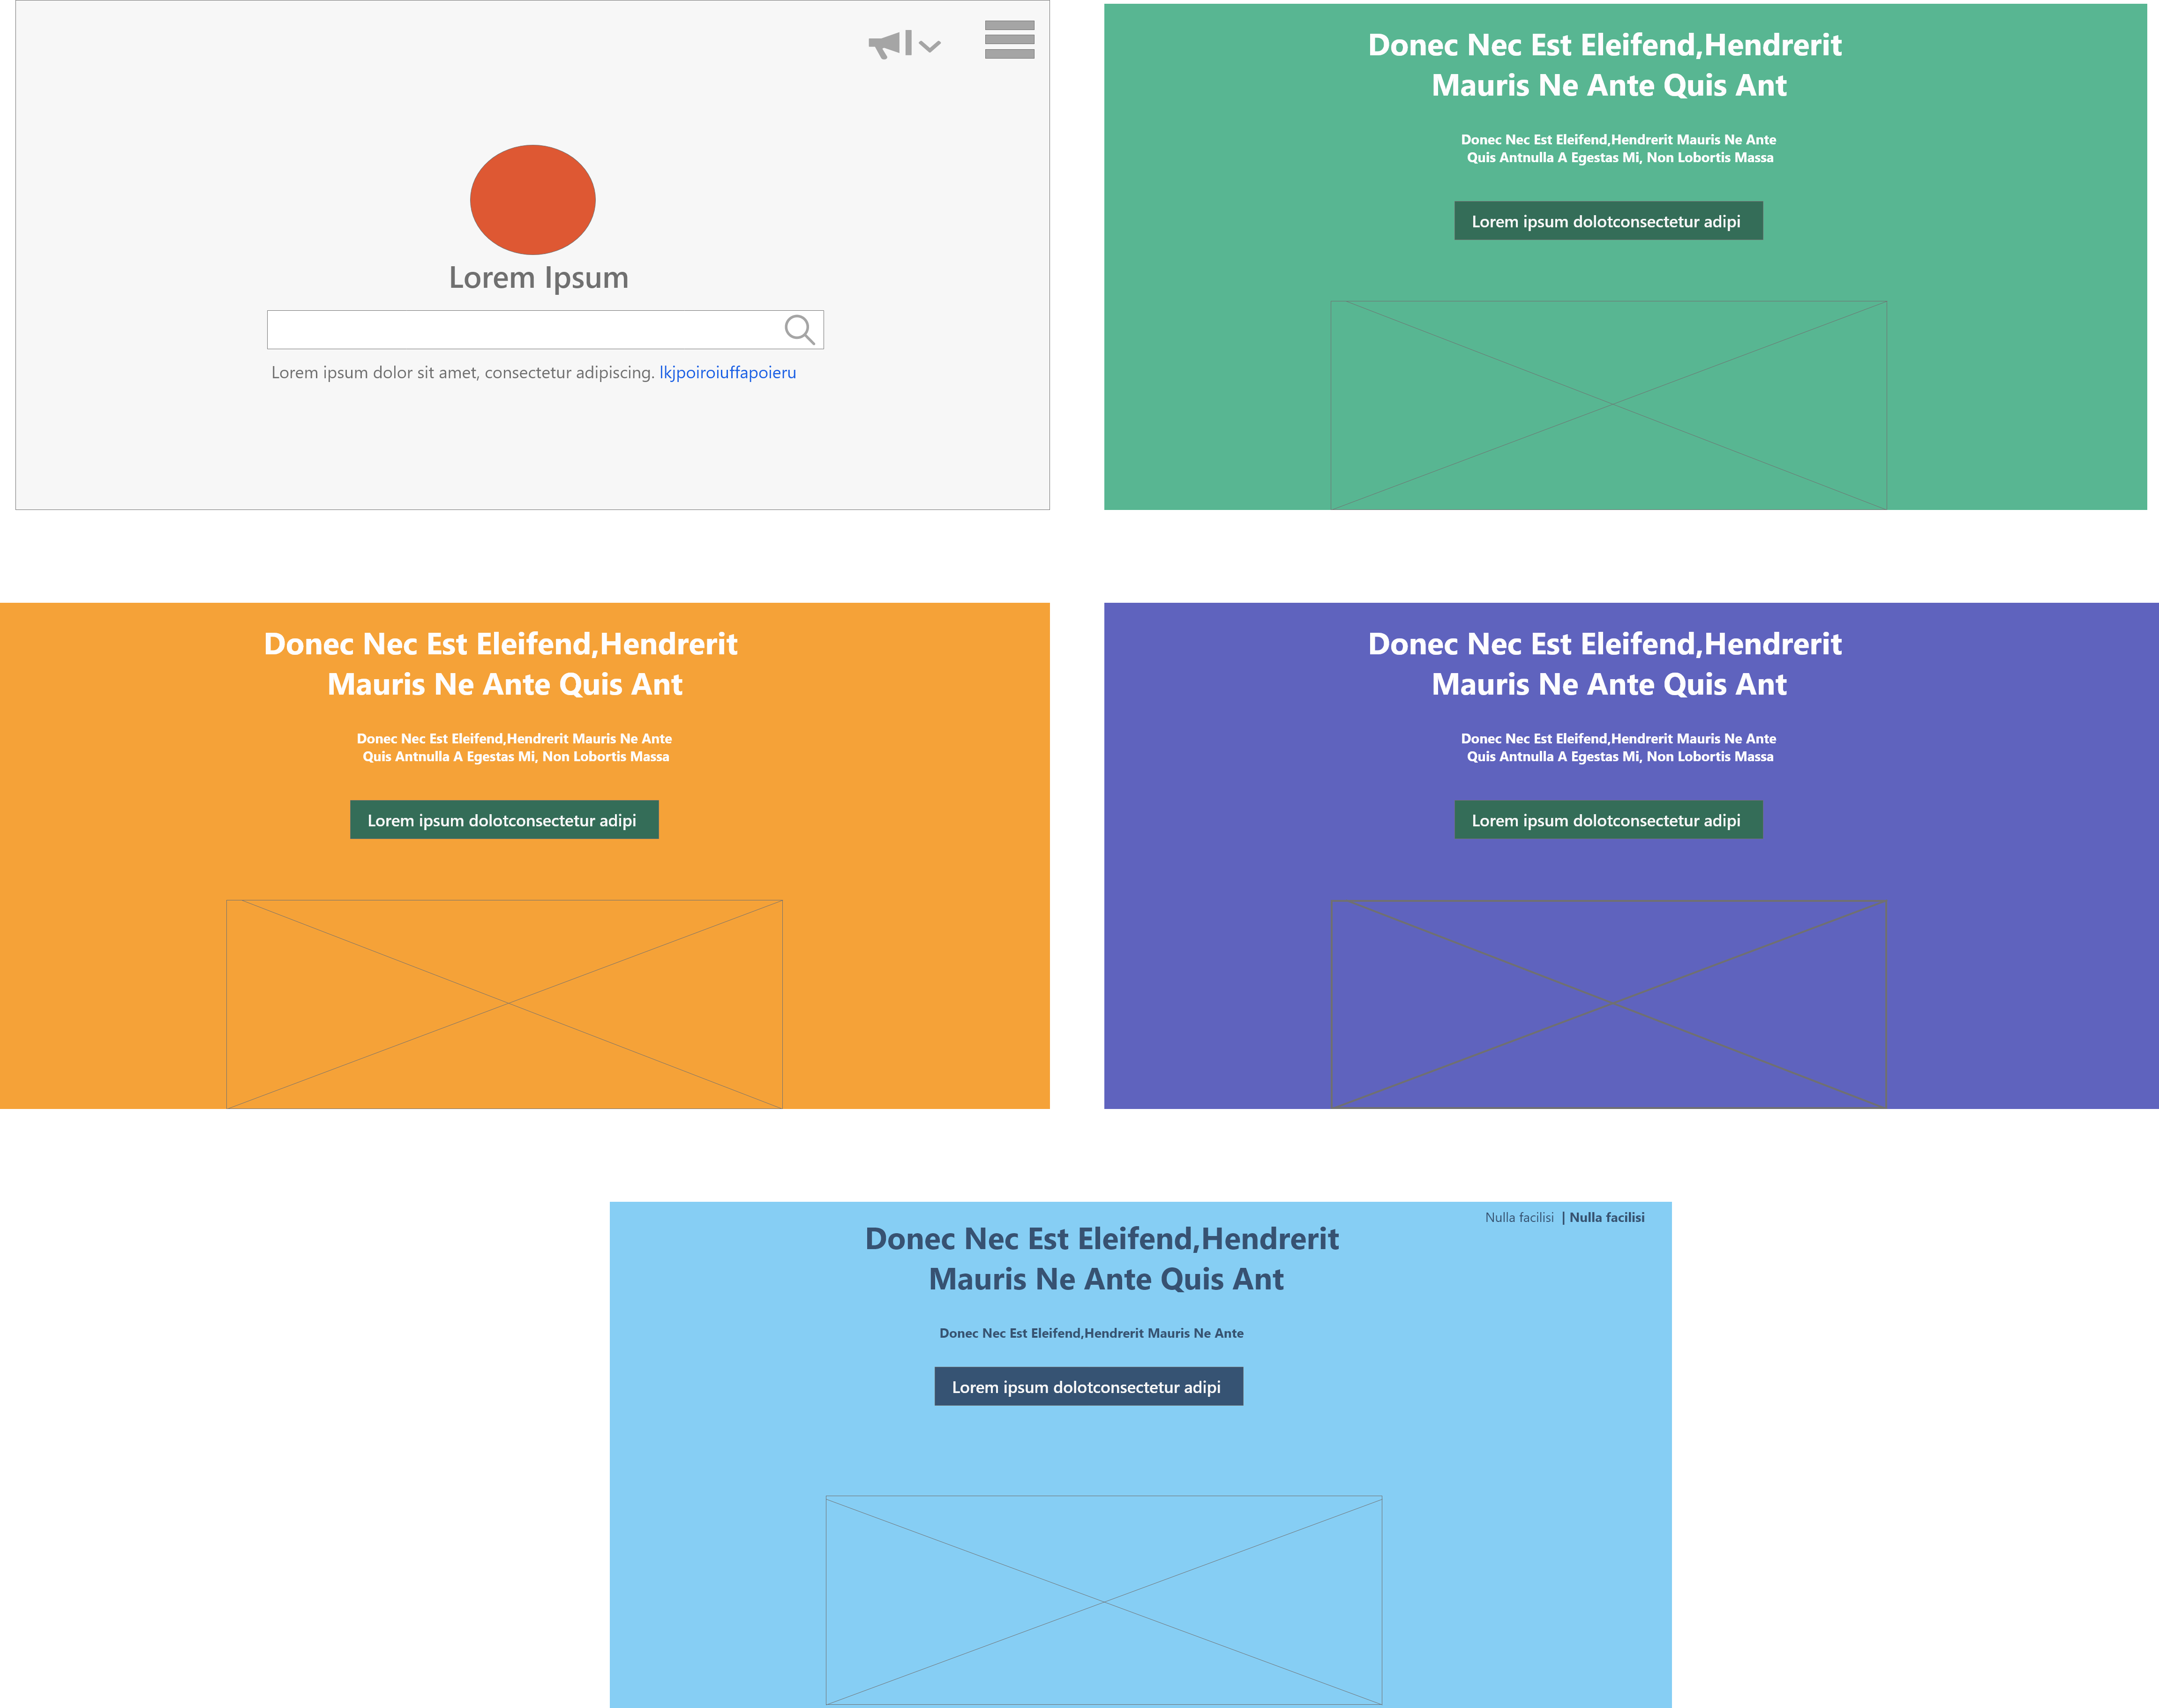 Lorem Ipsum
Lorem ipsum dolor sit amet, consectetur adipiscing. lkjpoiroiuffapoieru
Donec Nec Est Eleifend,Hendrerit
Mauris Ne Ante Quis Ant
Donec Nec Est Eleifend,Hendrerit Mauris Ne Ante
Quis Antnulla A Egestas Mi, Non Lobortis Massa
Lorem ipsum dolotconsectetur adipi
Donec Nec Est Eleifend,Hendrerit
Mauris Ne Ante Quis Ant
Donec Nec Est Eleifend,Hendrerit Mauris Ne Ante
Quis Antnulla A Egestas Mi, Non Lobortis Massa
Lorem ipsum dolotconsectetur adipi
Donec Nec Est Eleifend,Hendrerit
Mauris Ne Ante Quis Ant
Donec Nec Est Eleifend,Hendrerit Mauris Ne Ante
Quis Antnulla A Egestas Mi, Non Lobortis Massa
Lorem ipsum dolotconsectetur adipi
Nulla facilisi | Nulla facilisi
Donec Nec Est Eleifend,Hendrerit
Mauris Ne Ante Quis Ant
Donec Nec Est Eleifend,Hendrerit Mauris Ne Ante
Lorem ipsum dolotconsectetur adipi